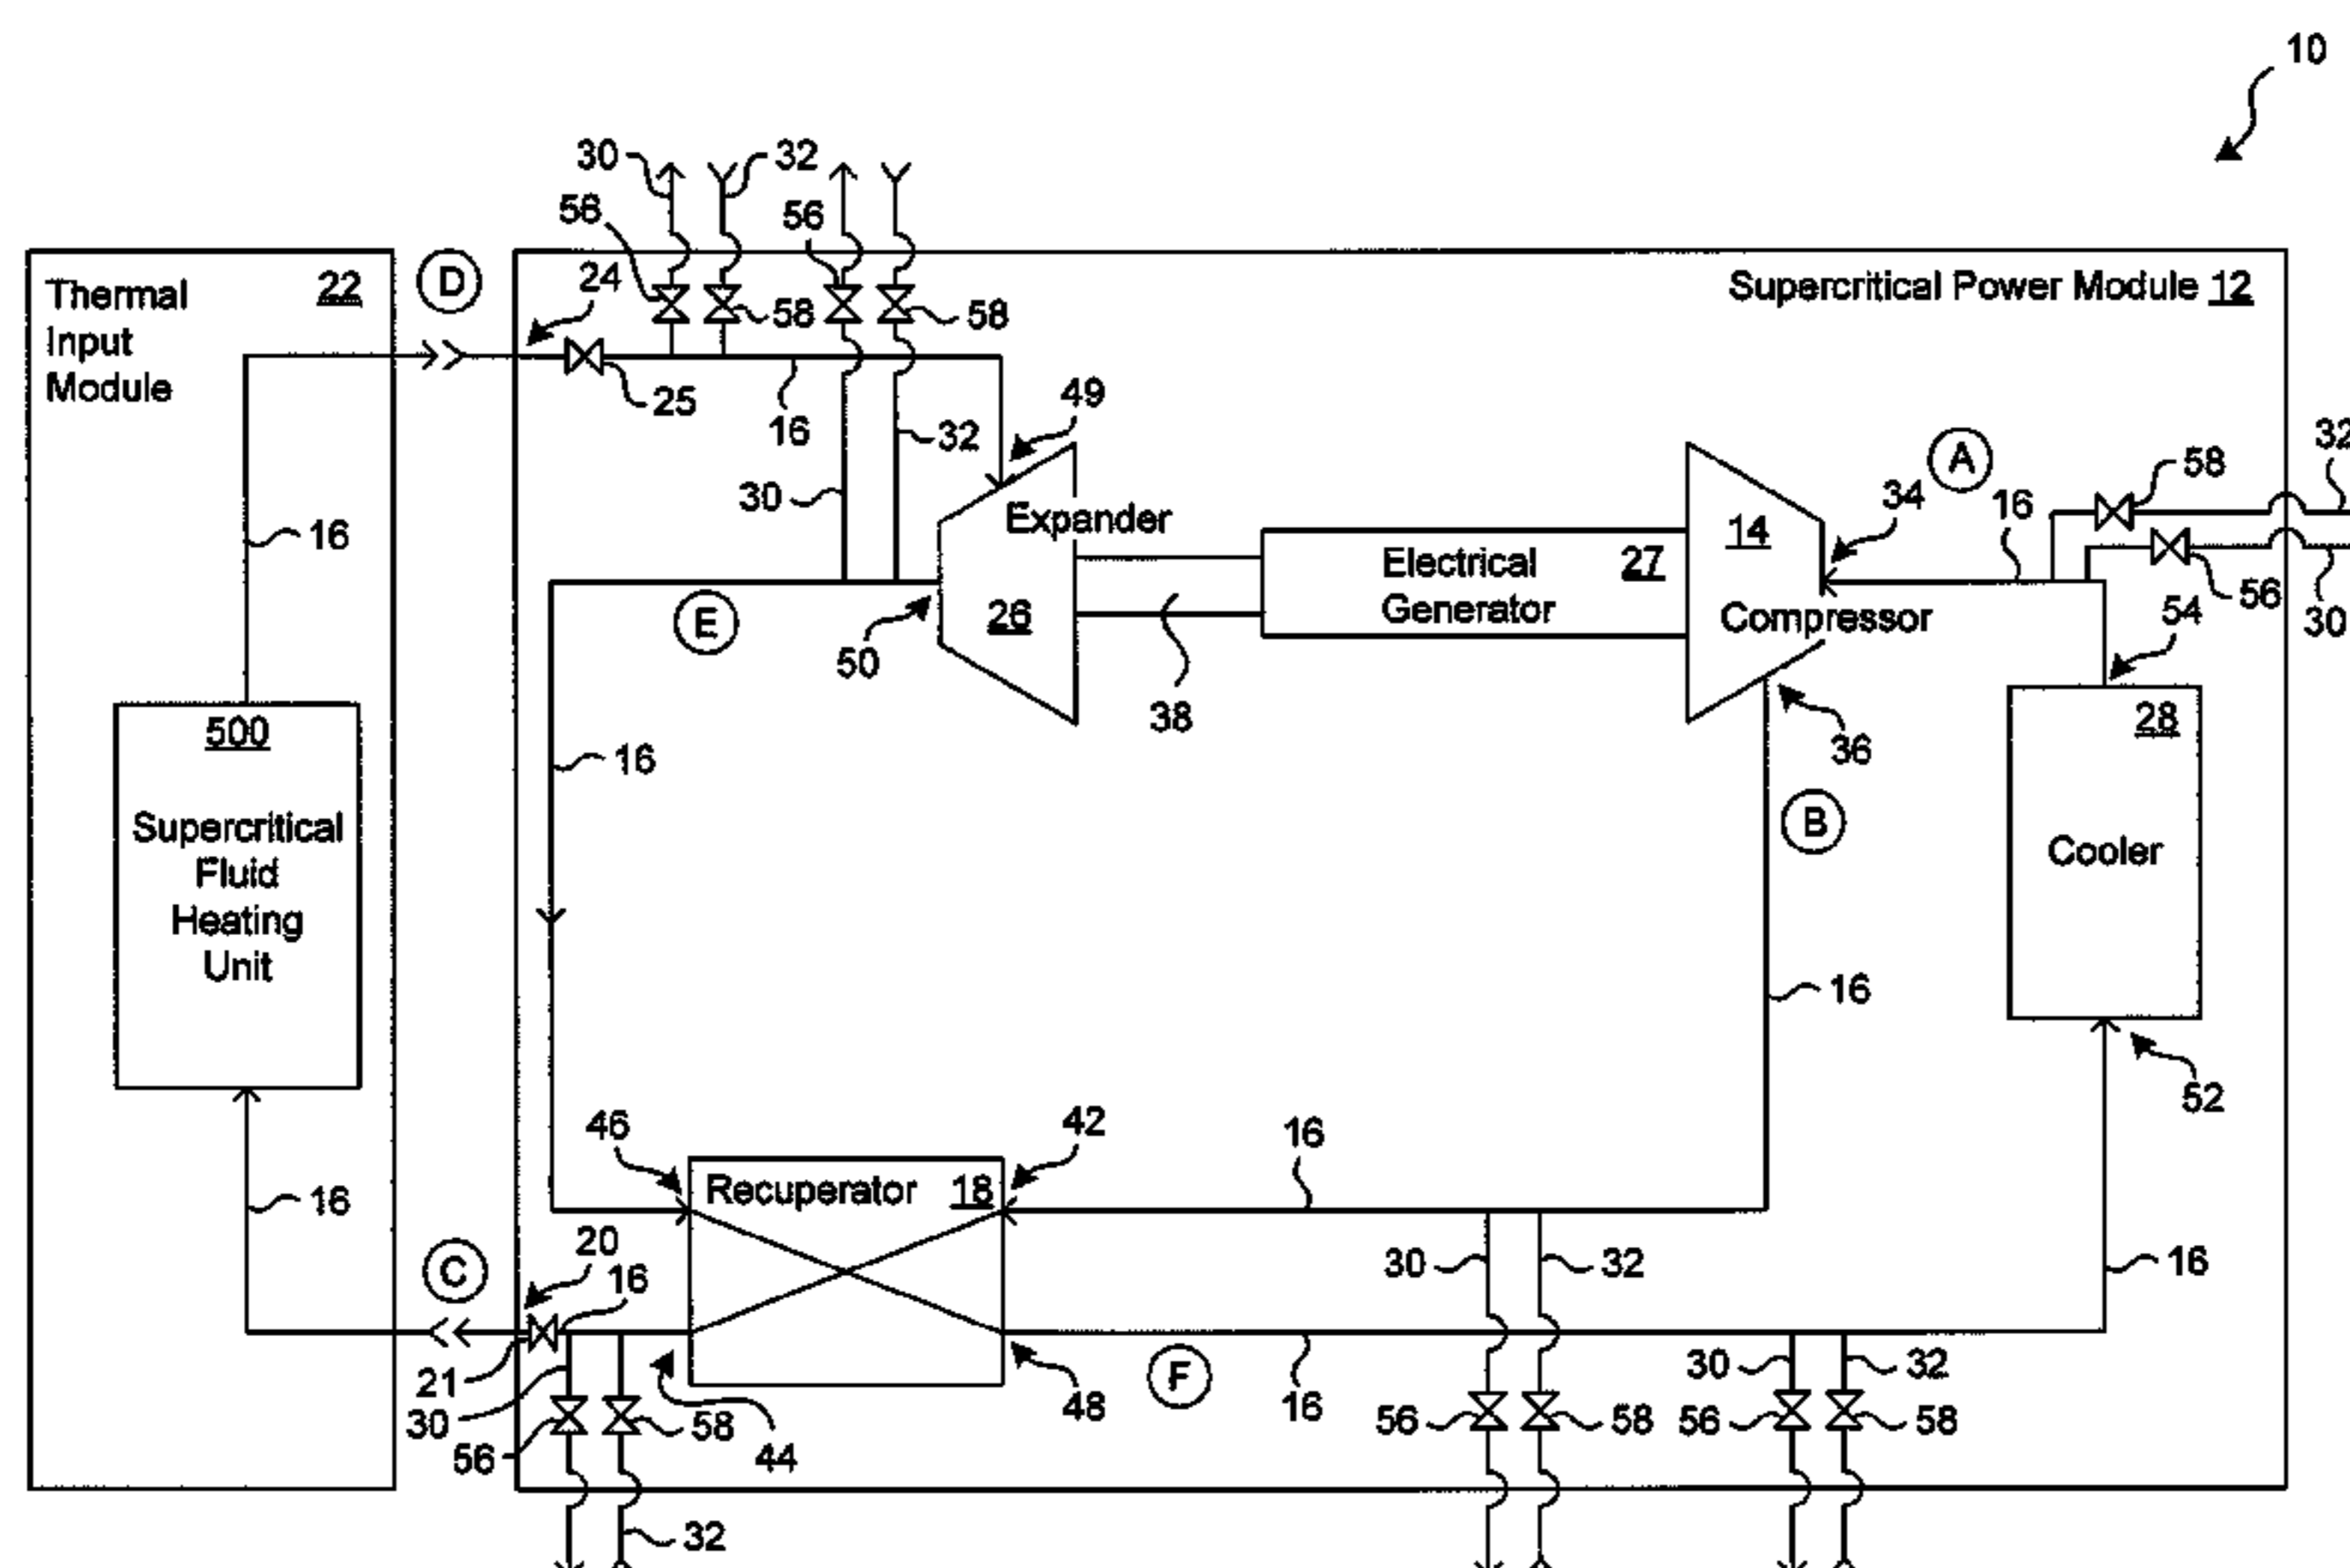 10
30
32
58
56
24
58
58
Supercritical Power Module 12
Thermal
Input
Module
22
D
25
16
32
49
30
Expander
26
50
E
38
Electrical
Generator
27
14
Compressor
34
A
16
58
32
56
30
54
36
28
Cooler
52
B
16
16
16
500
Supercritical
Fluid
Heating
Unit
16
46
42
16
Recuperator 18
C
20
16
21
30
56
58
44
32
48
F
16
30
32
56
58
30
32
56
58
16